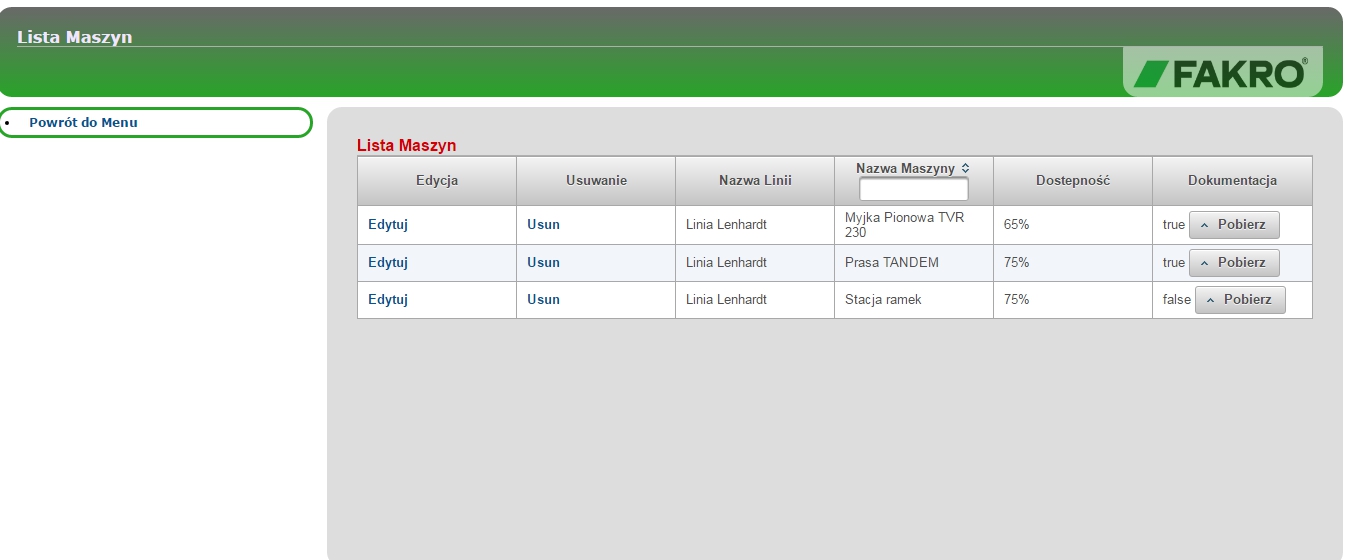 Lista Maszyn
FAKRO®
Powrót do Menu
Lista Maszyn
Edycja Usuwanie Nazwa Linii Nazwa Maszyny Dostepność Dokumentacja
Edytuj Usun Linia Lenhardt Myjka Pionowa TVR 65% true Pobierz
230
Edytuj Usun Linia Lenhardt Prasa TANDEM 75% true Pobierz
Edytuj Usun Linia Lenhardt Stacja ramek 75% false Pobierz